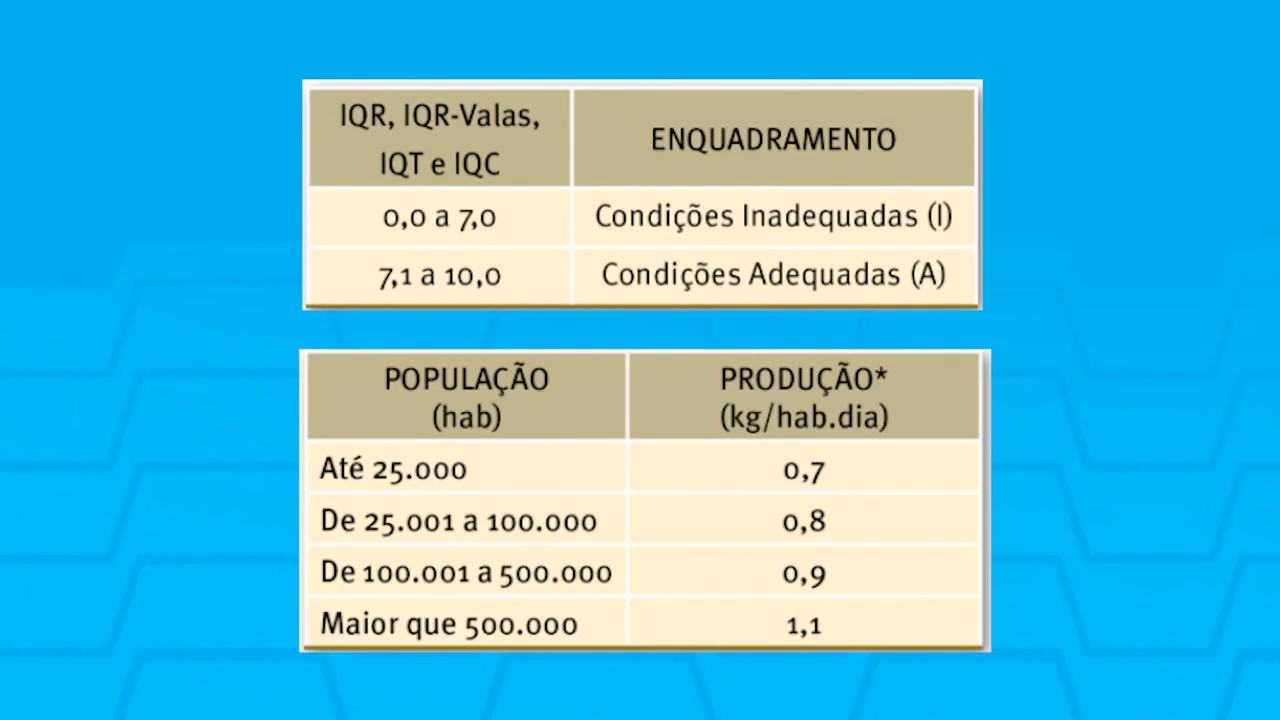 IQR, IQR-Valas,
IQT e IQC
ENQUADRAMENTO
0,0 a 7,0
Condições Inadequadas (I)
7,1 a 10,0
Condições Adequadas (A)
POPULAÇÃO
(hab)
PRODUÇÃO*
(kg/hab.dia)
Até 25.000
0,7
De 25.001 a 100.000
0,8
De 100.001 a 500.000
0,9
Maior que 500.000
1,1